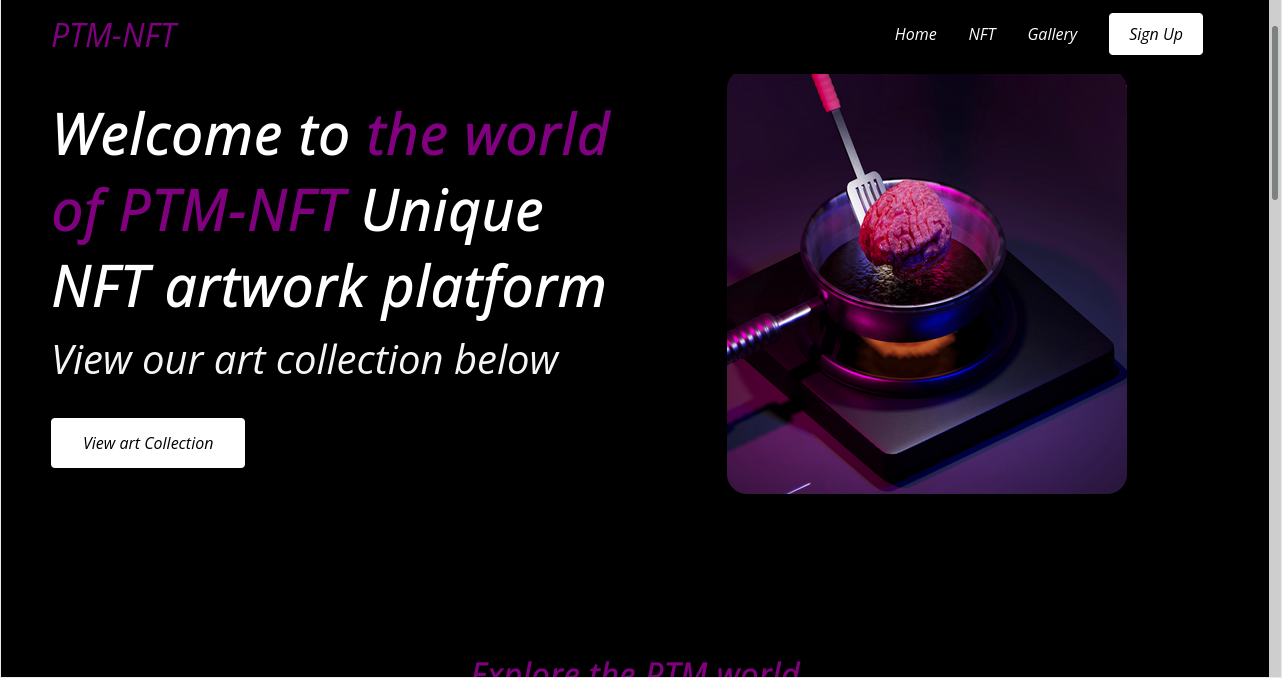 PTM-NFT
Home NFT Gallery Sign Up
Welcome to the world
of PTM-NFT Unique
NFT artwork platform
View our art collection below
View art Collection
Explore the PTM world